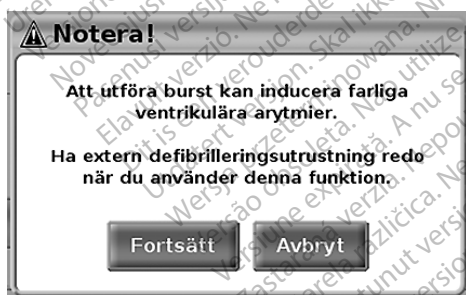 Notera!
Att utföra burst kan inducera farliga
ventrikulära arytmier.
Ha extern defibrilleringsutrustning redo
när du använder denna funktion.
Fortsätt
Avbryt